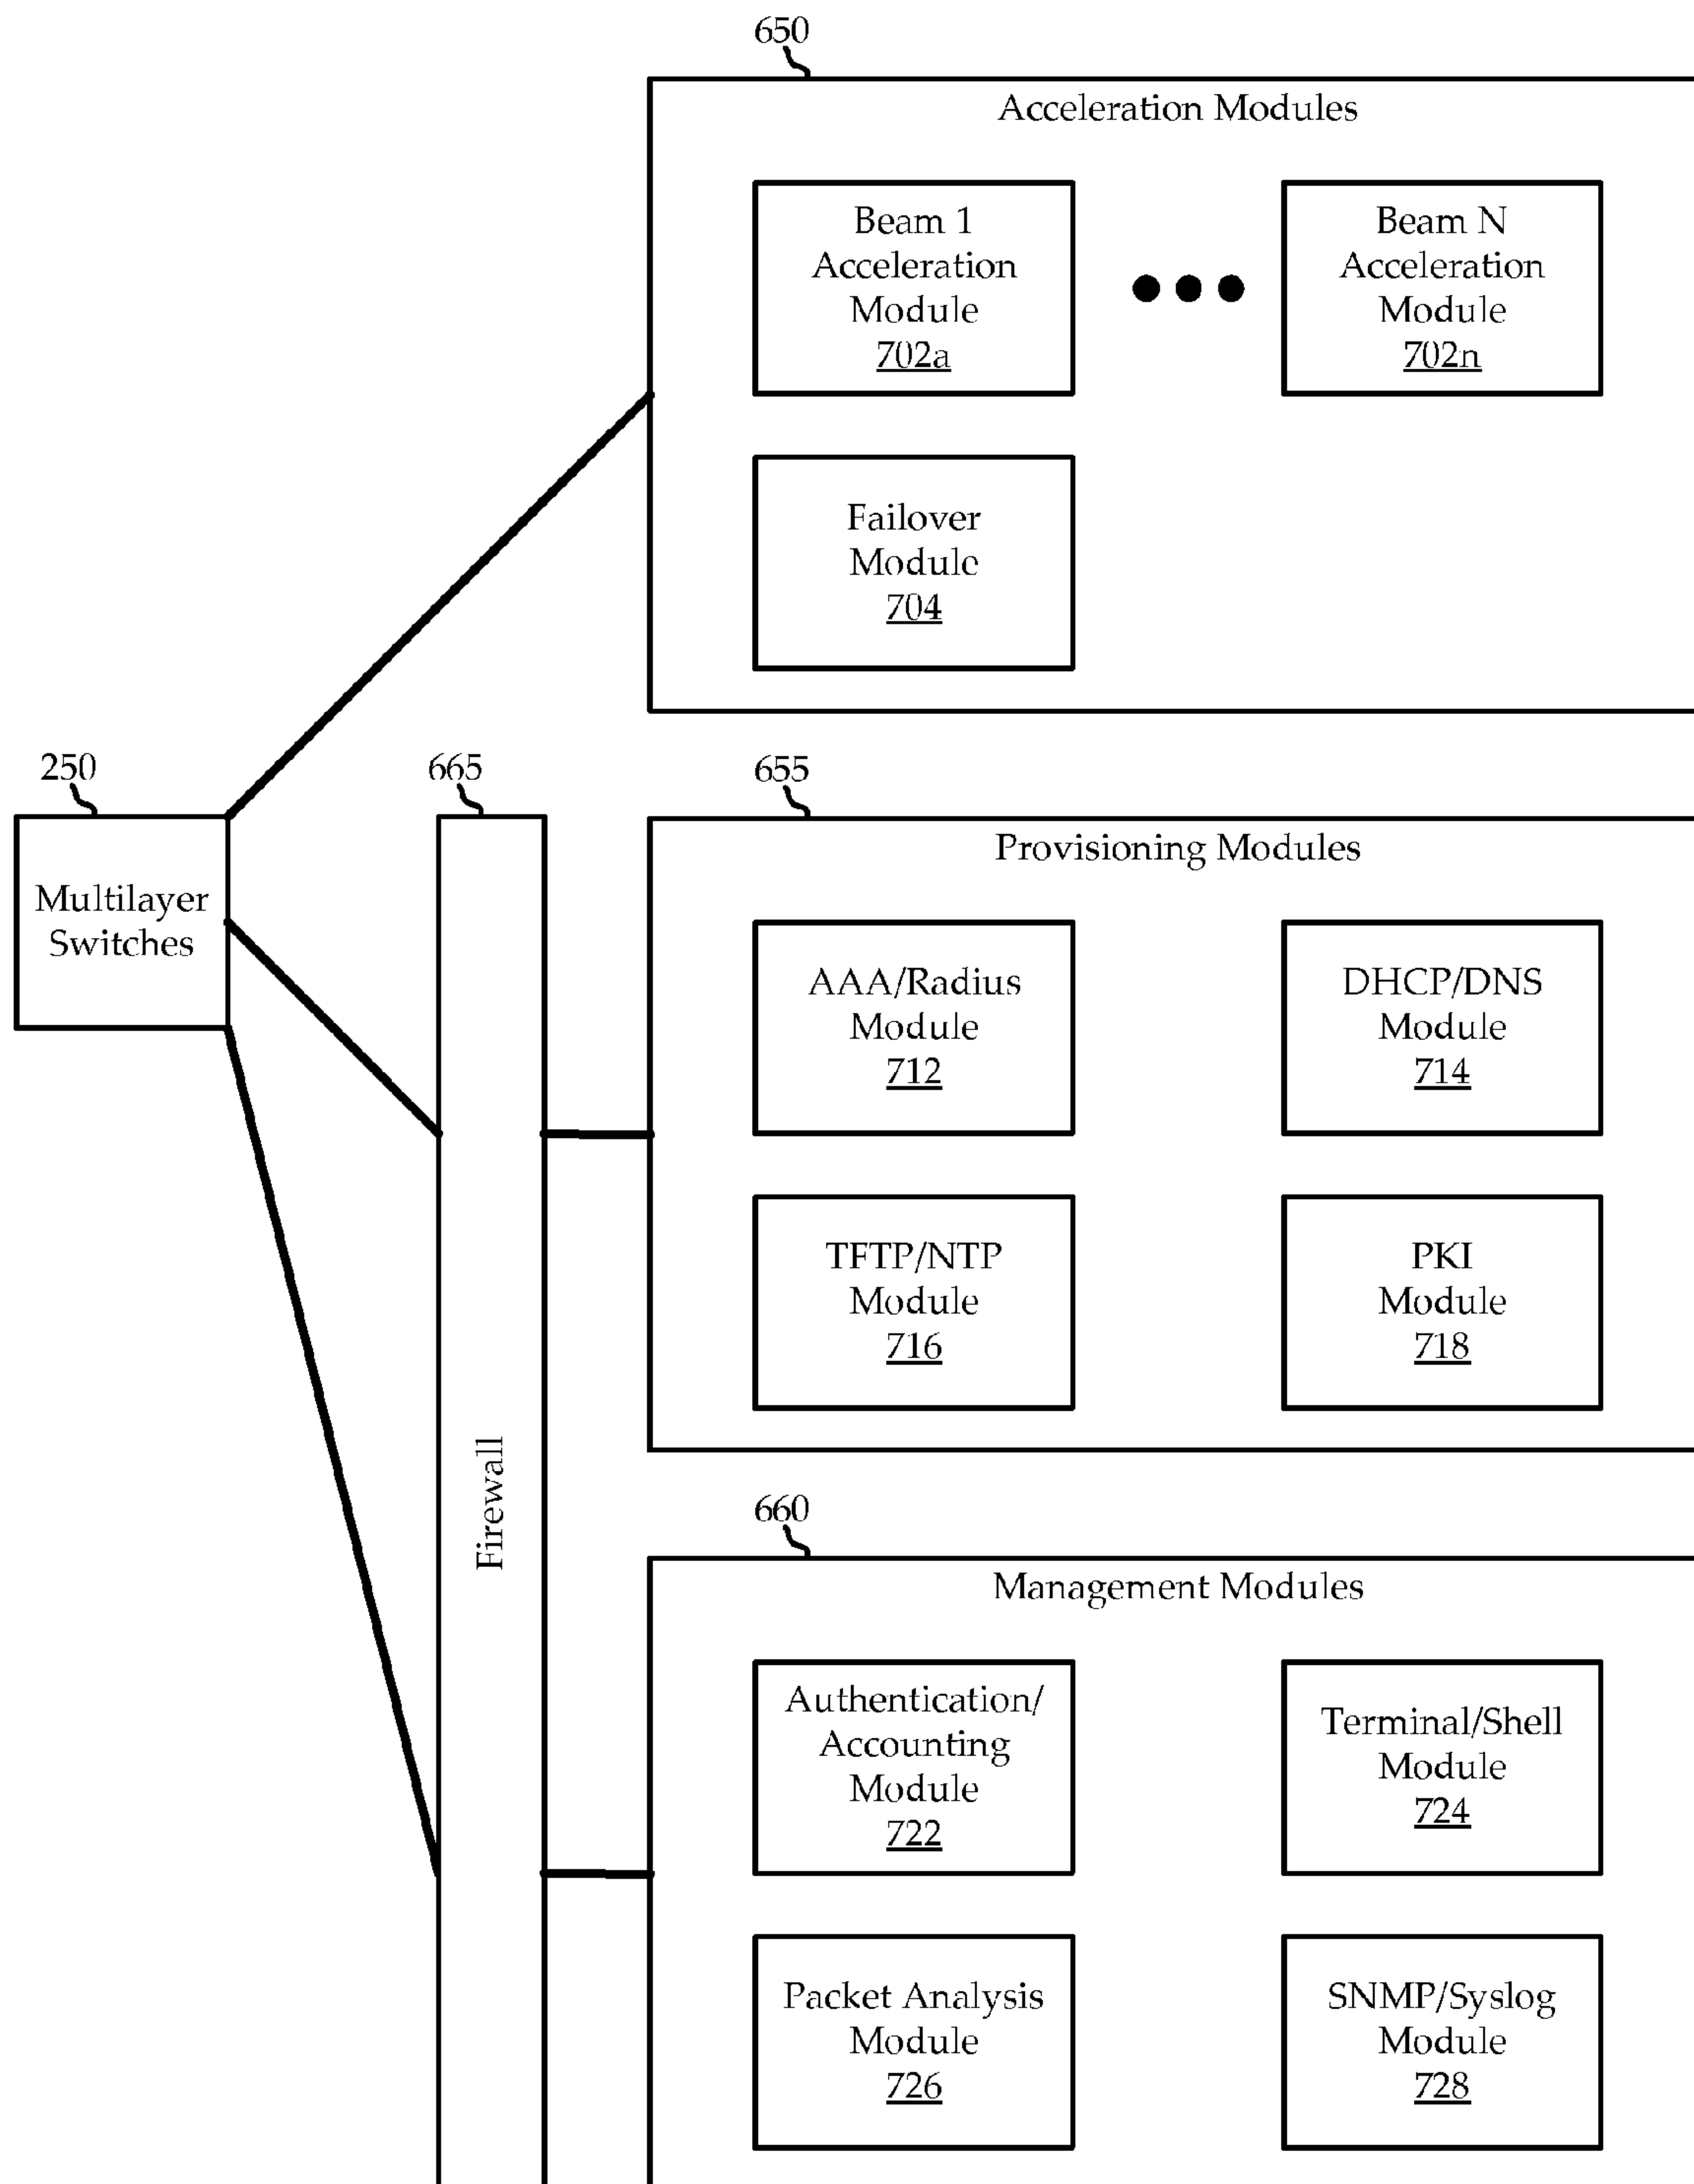 650
Acceleration Modules
Beam 1
Acceleration
Module
702a
Beam N
Acceleration
Module
702n
Failover
Module
704
250
Multilayer
Switches
665
Firewall
655
Provisioning Modules
AAA/Radius
Module
712
DHCP/DNS
Module
714
TFTP/NTP
Module
716
PKI
Module
718
660
Management Modules
Authentication/
Accounting
Module
722
Terminal/Shell
Module
724
Packet Analysis
Module
726
SNMP/Syslog
Module
728